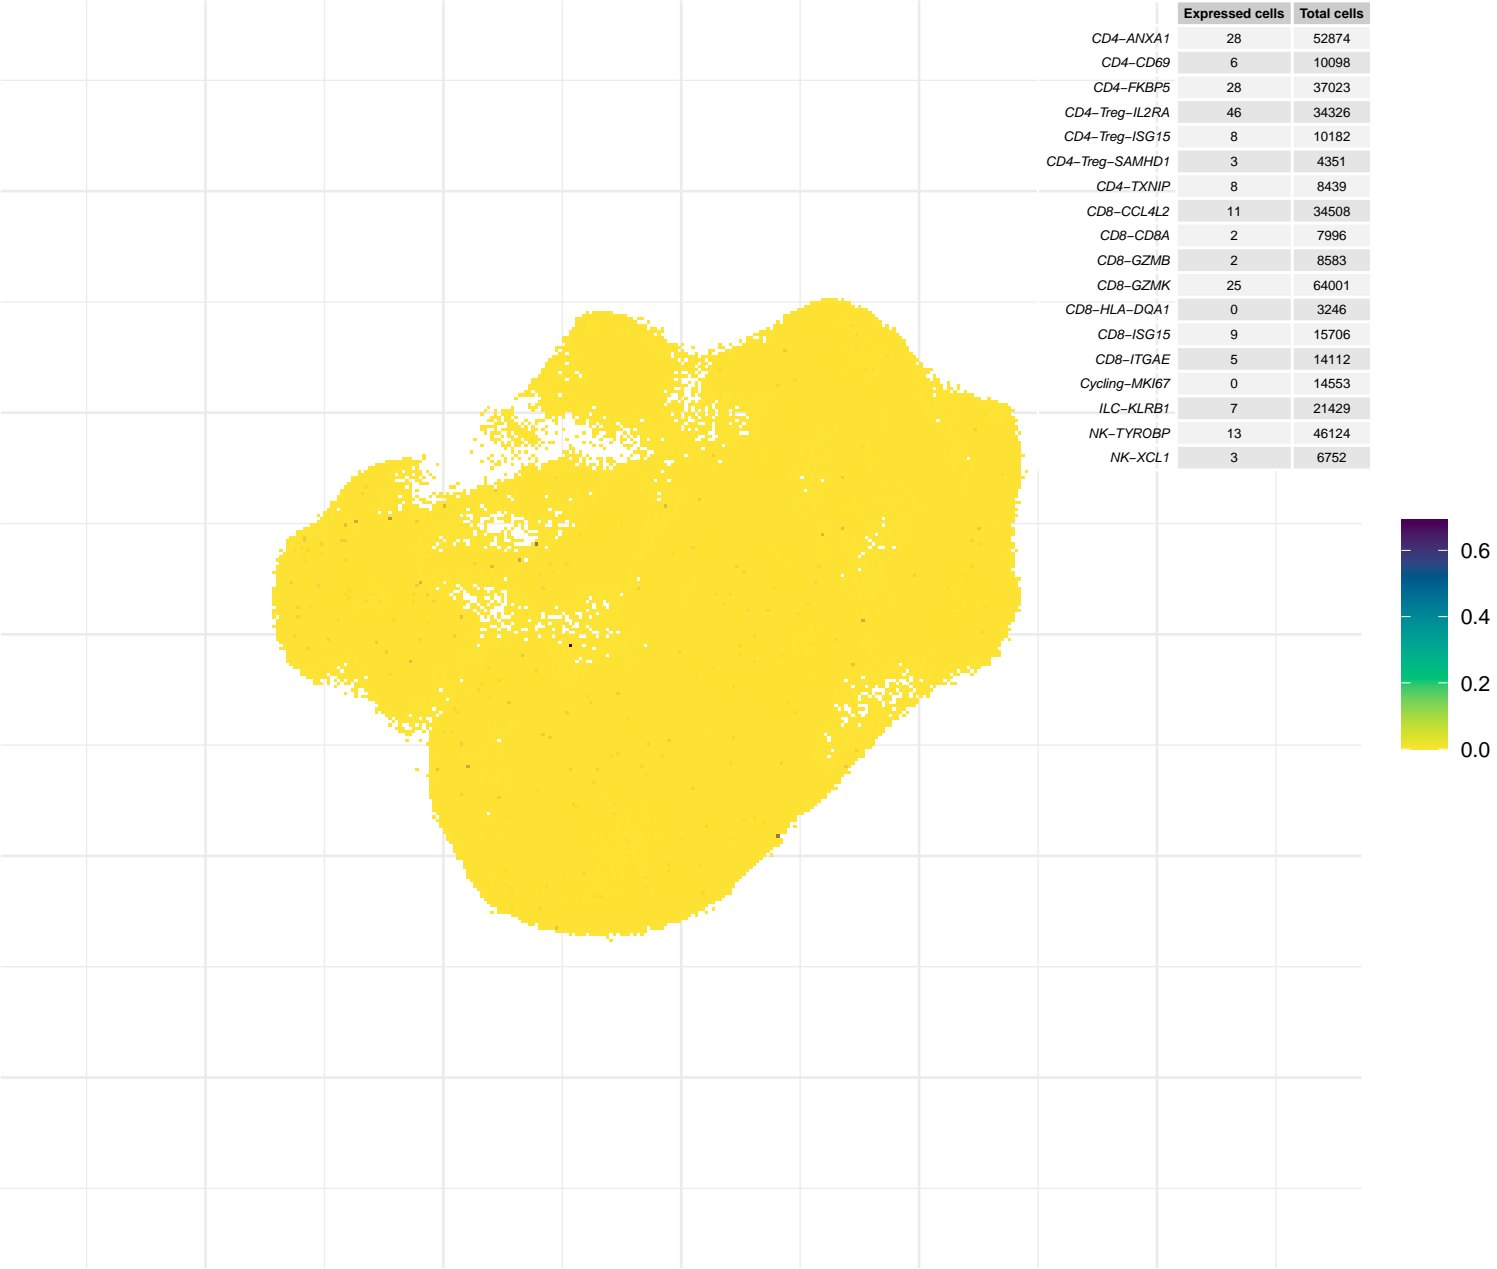 Expressed cells Total cells
CD4−ANXA1 28 52874
CD4−CD69 6 10098
CD4−FKBP5 28 37023
CD4−Treg−IL2RA 46 34326
CD4−Treg−ISG15 8 10182
CD4−Treg−SAMHD1 3 4351
CD4−TXNIP 8 8439
CD8−CCL4L2 11 34508
CD8−CD8A 2 7996
CD8−GZMB 2 8583
CD8−GZMK 25 64001
CD8−HLA−DQA1 0 3246
CD8−ISG15 9 15706
CD8−ITGAE 5 14112
Cycling−MKI67 0 14553
ILC−KLRB1 7 21429
NK−TYROBP 13 46124
NK−XCL1 3 6752
0.6
0.4
0.2
0.0